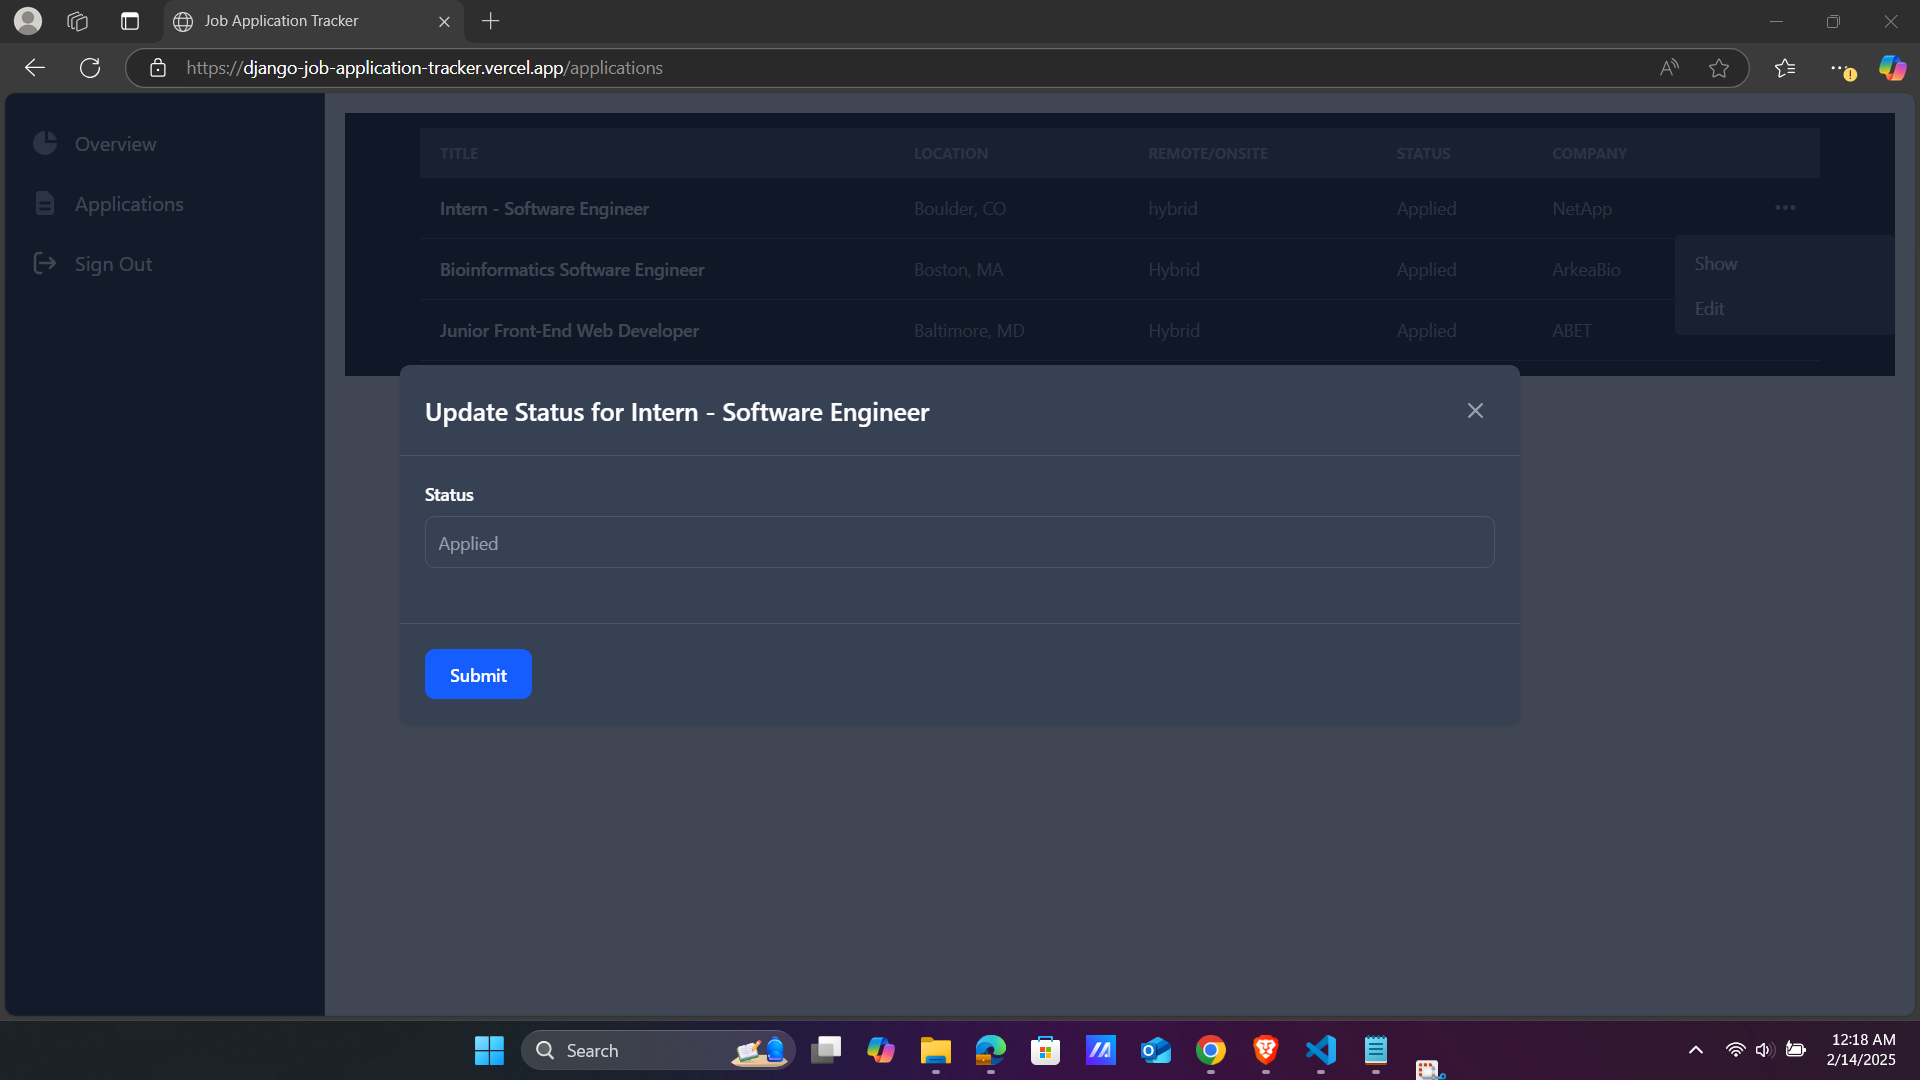 Job Application Tracker
https://django-job-application-tracker.vercel.app/applications
Overview
Applications
Sign Out
TITLE LOCATION REMOTE/ONSITE STATUS COMPANY
Intern - Software Engineer Boulder, CO hybrid Applied NetApp
Bioinformatics Software Engineer Boston, MA Hybrid Applied ArkeaBio
Junior Front-End Web Developer Baltimore, MD Hybrid Applied ABET
Show
Edit
Update Status for Intern - Software Engineer
Status
Applied
Submit
Search
12:18 AM
2/14/2025